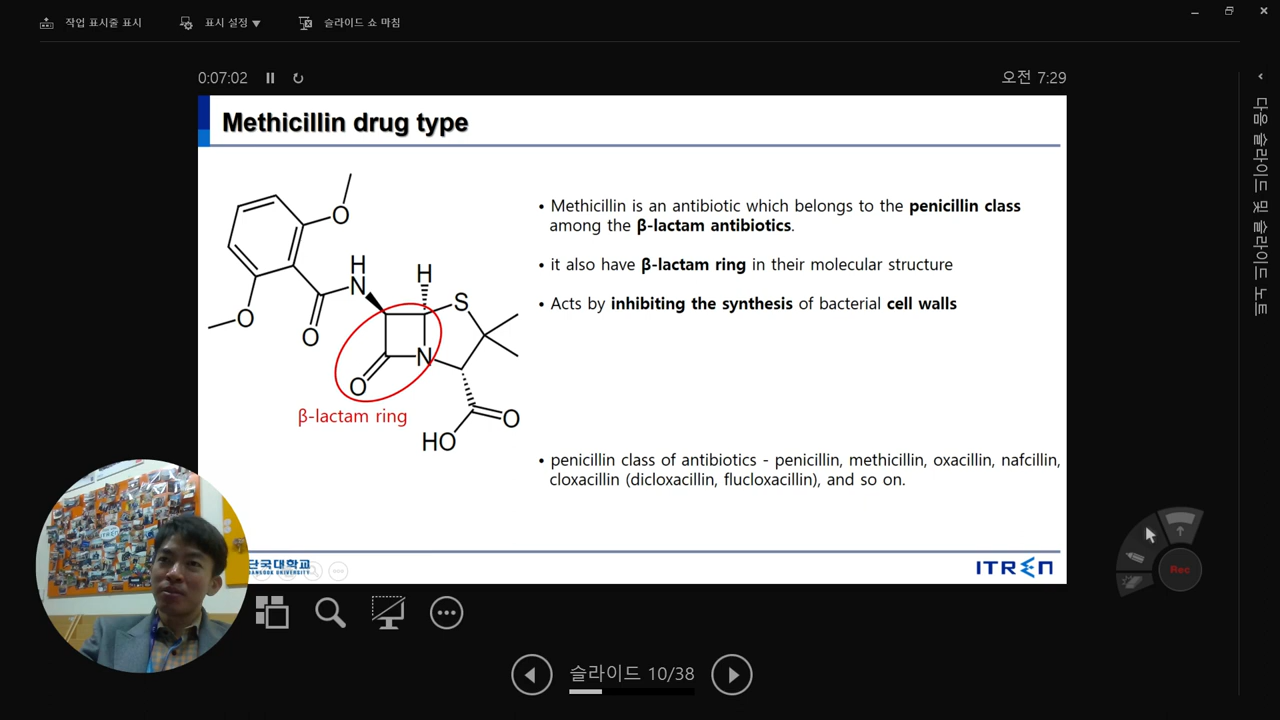 작업 표시줄 표시
표시 설정 ▼
슬라이드 쇼 마침
0:07:02
오전 7:29
다음 슬라이드 및 슬라이드 노트
Methicillin drug type
O
H
N
H
S
O
O
N
O
O
HO
β-lactam ring
• Methicillin is an antibiotic which belongs to the penicillin class
among the β-lactam antibiotics.
• it also have β-lactam ring in their molecular structure
• Acts by inhibiting the synthesis of bacterial cell walls
• penicillin class of antibiotics - penicillin, methicillin, oxacillin, nafcillin,
cloxacillin (dicloxacillin, flucloxacillin), and so on.
단국대학교
ITREN
Rec
슬라이드 10/38